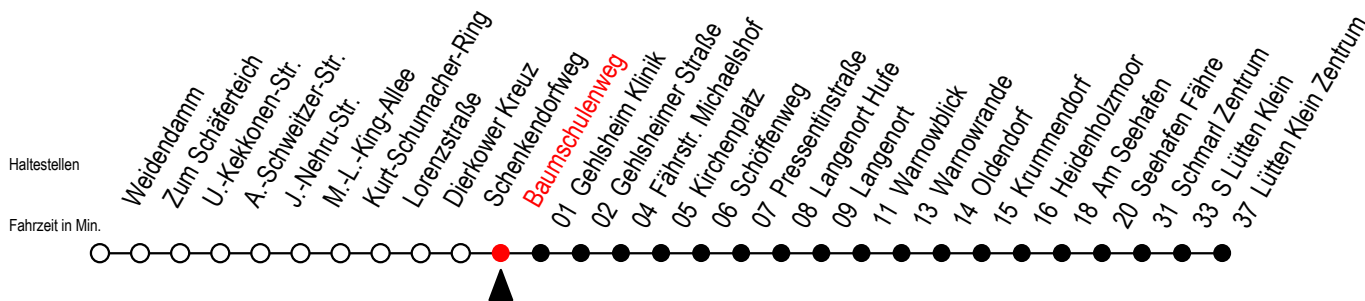 Haltestellen
Fahrzeit in Min.
Weidendamm
Zum Schäferteich
U.-Kekkonen-Str.
A.-Schweitzer-Str.
J.-Nehru-Str.
M.-L.-King-Allee
Kurt-Schumacher-Ring
Lorenzstraße
Dierkower Kreuz
Schenkendorfweg
Baumschulenweg
01 Gehlsheim Klinik
02 Gehlsheimer Straße
04 Fährstr. Michaelshof
05 Kirchenplatz
06 Schöffenweg
07 Pressentinstraße
08 Langenort Hufe
09 Langenort
11 Warnowblick
13 Warnowrande
14 Oldendorf
15 Krummendorf
16 Heidenholzmoor
18 Am Seehafen
20 Seehafen Fähre
31 Schmarl Zentrum
33 S Lütten Klein
37 Lütten Klein Zentrum